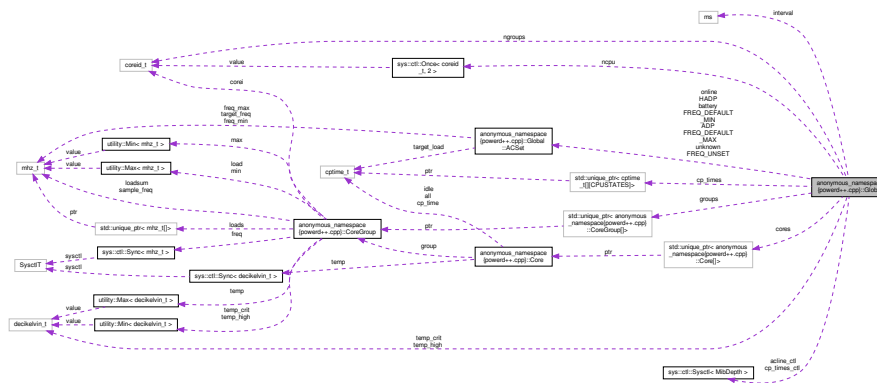 ms
interval
ngroups
coreid_t
value
sys::ctl::Once< coreid
_t, 2 >
ncpu
corei
online
HADP
battery
FREQ_DEFAULT
_MIN
ADP
FREQ_DEFAULT
_MAX
unknown
FREQ_UNSET
freq_max
target_freq
freq_min
anonymous_namespace
{powerd++.cpp}::Global
::ACSet
utility::Min< mhz_t >
max
value
mhz_t
utility::Max< mhz_t >
value
load
min
target_load
cptime_t
ptr
std::unique_ptr< cptime
_t[][CPUSTATES]>
cp_times
anonymous_namespace
{powerd++.cpp}::Glob
loadsum
sample_freq
idle
all
cp_time
groups
ptr
std::unique_ptr< mhz_t[]>
loads
freq
anonymous_namespace
{powerd++.cpp}::CoreGroup
ptr
std::unique_ptr< anonymous
_namespace{powerd++.cpp}
::CoreGroup[]>
cores
sys::ctl::Sync< mhz_t >
sysctl
SysctlT
sysctl
sys::ctl::Sync< decikelvin_t >
temp
group
anonymous_namespace
{powerd++.cpp}::Core
ptr
std::unique_ptr< anonymous
_namespace{powerd++.cpp}
::Core[]>
utility::Max< decikelvin_t >
temp
value
decikelvin_t
value
utility::Min< decikelvin_t >
temp_crit
temp_high
temp_crit
temp_high
acline_ctl
cp_times_ctl
sys::ctl::Sysctl< MibDepth >